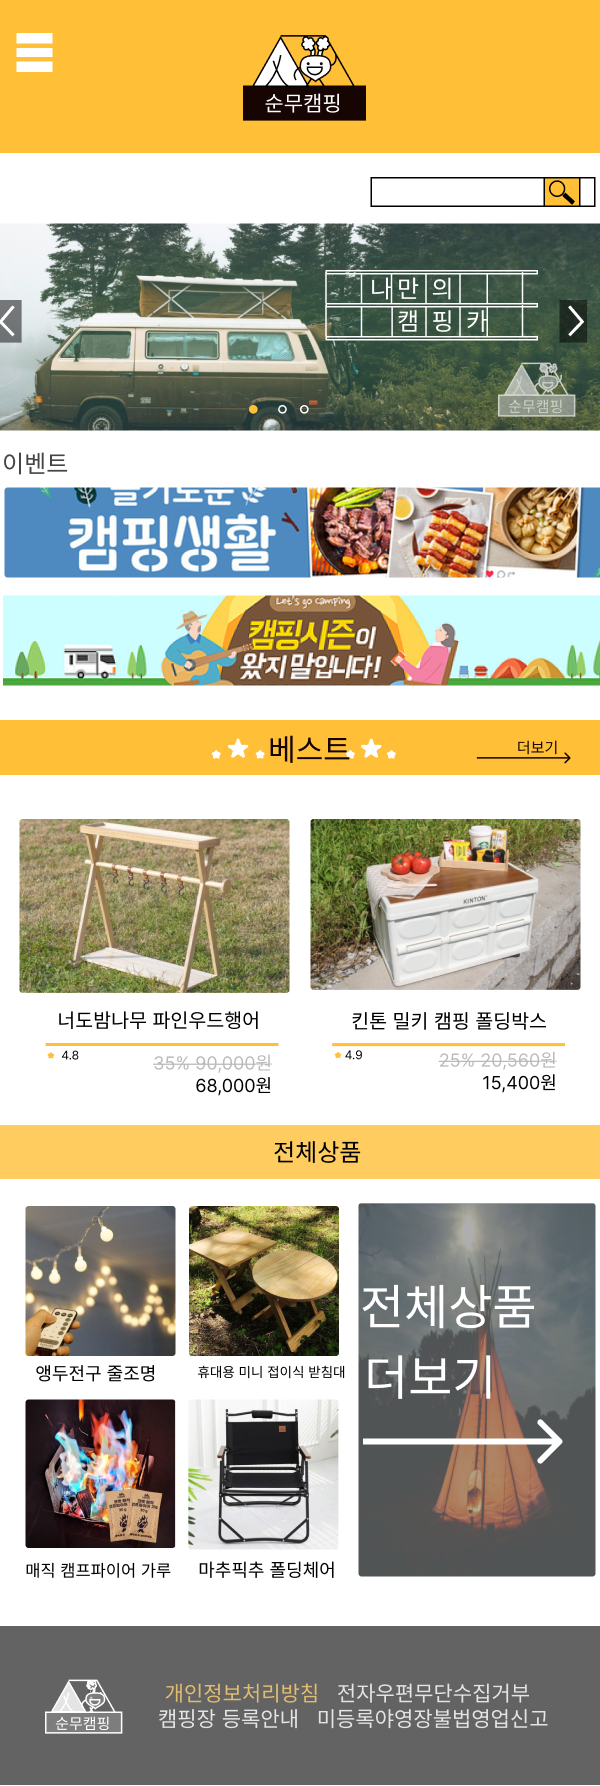 순무캠핑
내만의
캠핑카
순무캠핑
이벤트
슬기로운
캠핑생활
Let's go Camping
캠핑시즌이
왔지말입니다!
베스트
더보기
KINTON
너도밤나무 파인우드행어
킨톤 밀키 캠핑 폴딩박스
4.8
4.9
35% 90,000원
25% 20,560원
68,000원
15,400원
전체상품
전체상품
더보기
앵두전구 줄조명
휴대용 미니 접이식 받침대
매직 캠프파이어 가루
마추픽추 폴딩체어
순무캠핑
개인정보처리방침 전자우편무단수집거부
캠핑장 등록안내 미등록야영장불법영업신고